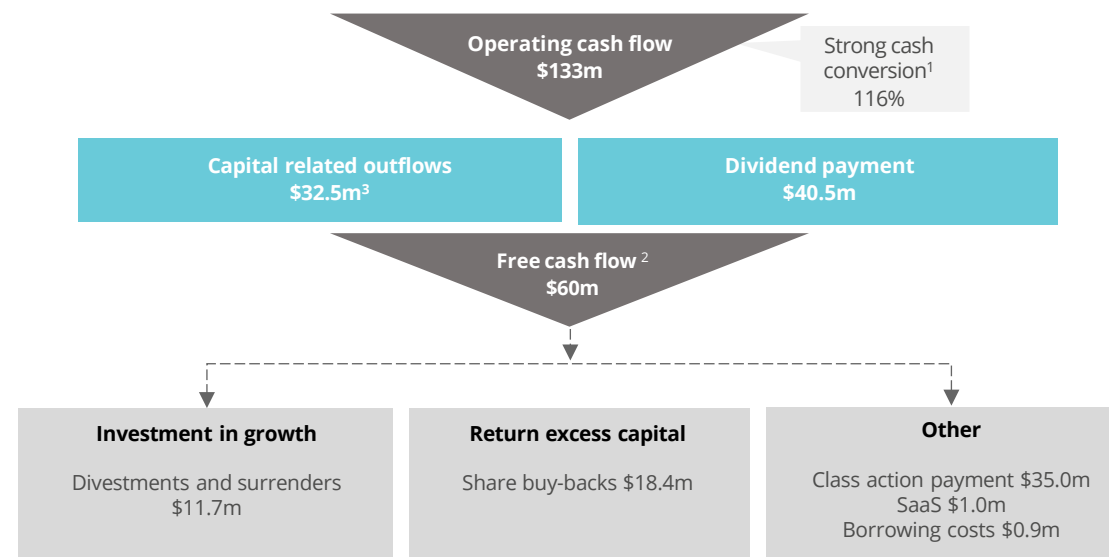 Operating cash flow
$133m
Strong cash
conversion¹
116%
Capital related outflows
$32.5m³
Dividend payment
$40.5m
Free cash flow ²
$60m
Investment in growth
Divestments and surrenders
$11.7m
Return excess capital
Share buy-backs $18.4m
Other
Class action payment $35.0m
SaaS $1.0m
Borrowing costs $0.9m